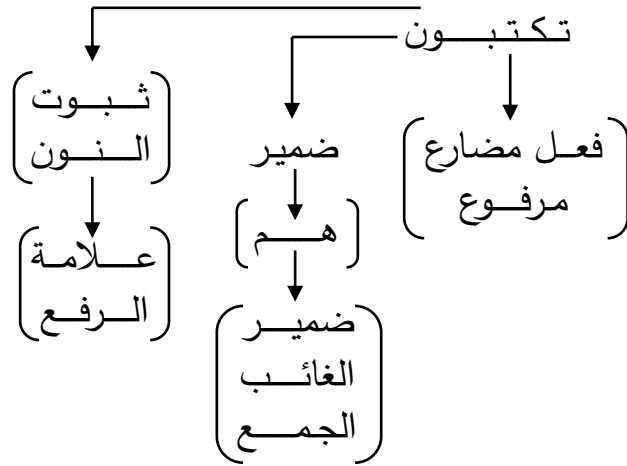 تكتبون
فعل مضارع
مرفوع
ضمير
(هم)
ضمير
الغائب
الجمع
ثبوت
النون
علامة
الرفع